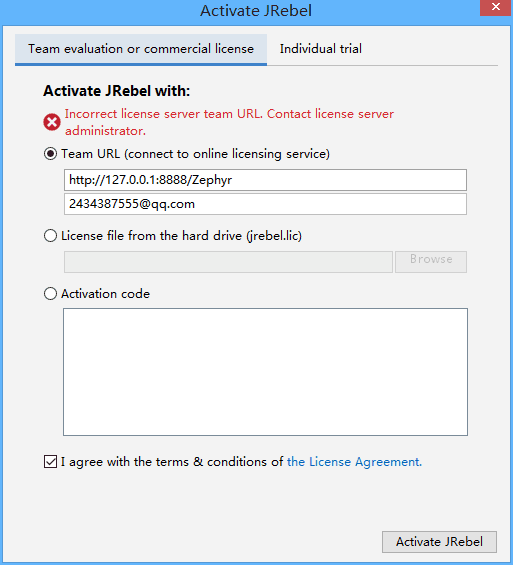 Activate JRebel
Team evaluation or commercial license
Individual trial
Activate JRebel with:
Incorrect license server team URL. Contact license server
administrator.
Team URL (connect to online licensing service)
http://127.0.0.1:8888/Zephyr
2434387555@qq.com
License file from the hard drive (jrebel.lic)
Browse
Activation code
I agree with the terms & conditions of the License Agreement.
Activate JRebel